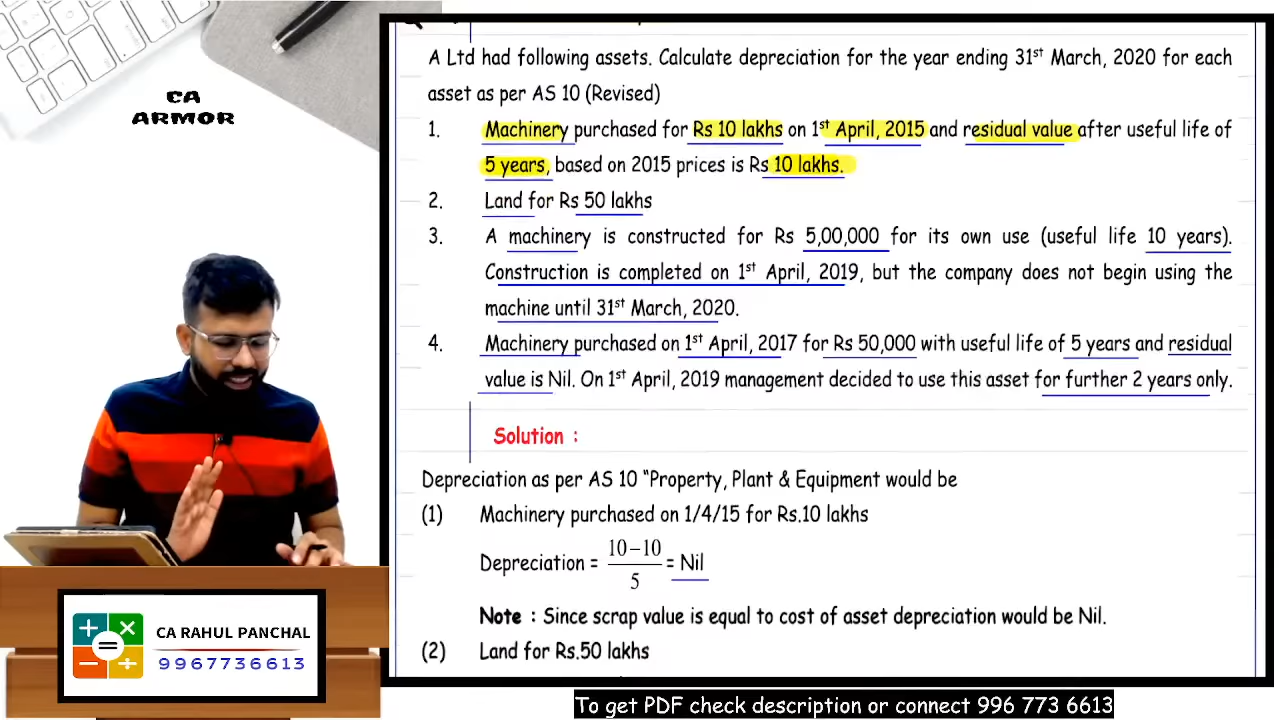 CA
ARMOR
A Ltd had following assets. Calculate depreciation for the year ending 31st March, 2020 for each
asset as per AS 10 (Revised)
1. Machinery purchased for Rs 10 lakhs on 1st April, 2015 and residual value after useful life of
5 years, based on 2015 prices is Rs 10 lakhs.
2. Land for Rs 50 lakhs
3. A machinery is constructed for Rs 5,00,000 for its own use (useful life 10 years).
Construction is completed on 1st April, 2019, but the company does not begin using the
machine until 31st March, 2020.
4. Machinery purchased on 1st April, 2017 for Rs 50,000 with useful life of 5 years and residual
value is Nil. On 1st April, 2019 management decided to use this asset for further 2 years only.
Solution :
Depreciation as per AS 10 “Property, Plant & Equipment would be
(1) Machinery purchased on 1/4/15 for Rs.10 lakhs
Depreciation = 10 – 10 / 5 = Nil
Note : Since scrap value is equal to cost of asset depreciation would be Nil.
(2) Land for Rs.50 lakhs
CA RAHUL PANCHAL
9967736613
To get PDF check description or connect 996 773 6613